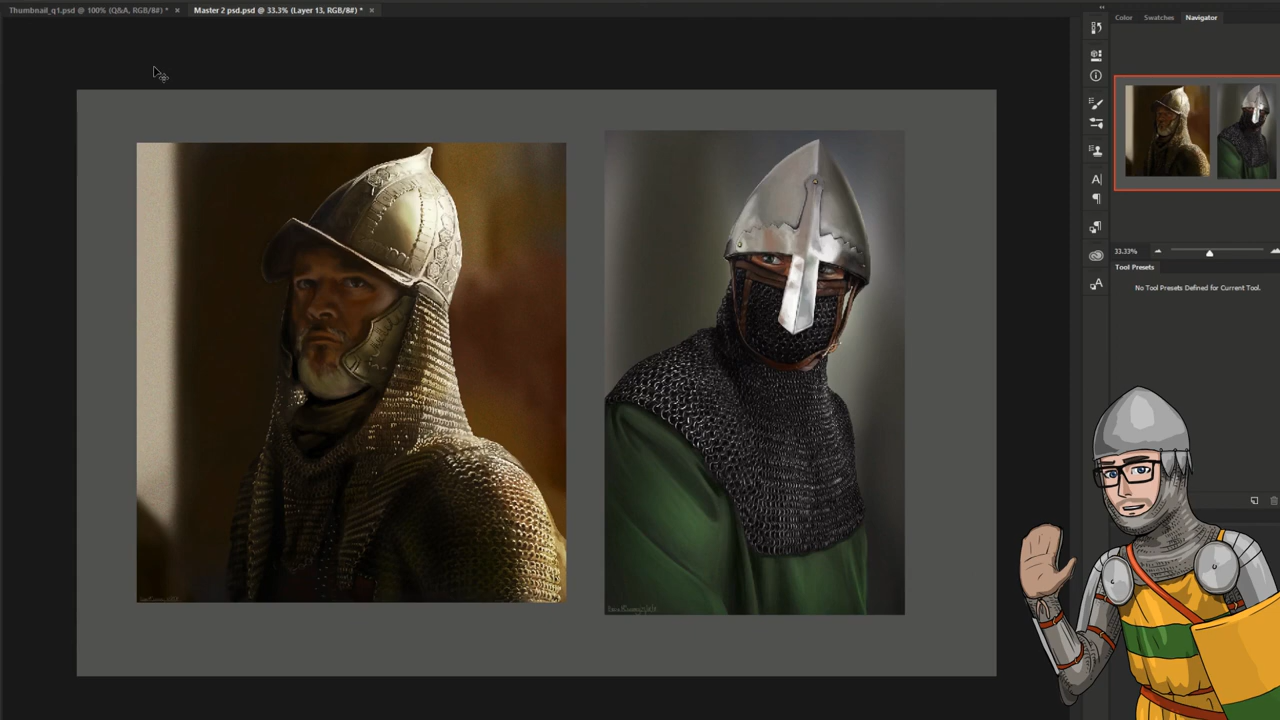 Thumbnail_q1.psd @ 100% (Q&A, RGB/8#) * ×
Master 2 psd.psd @ 33.3% (Layer 13, RGB/8#) * ×
Color Swatches Navigator
33.33%
Tool Presets
No Tool Presets Defined for Current Tool.